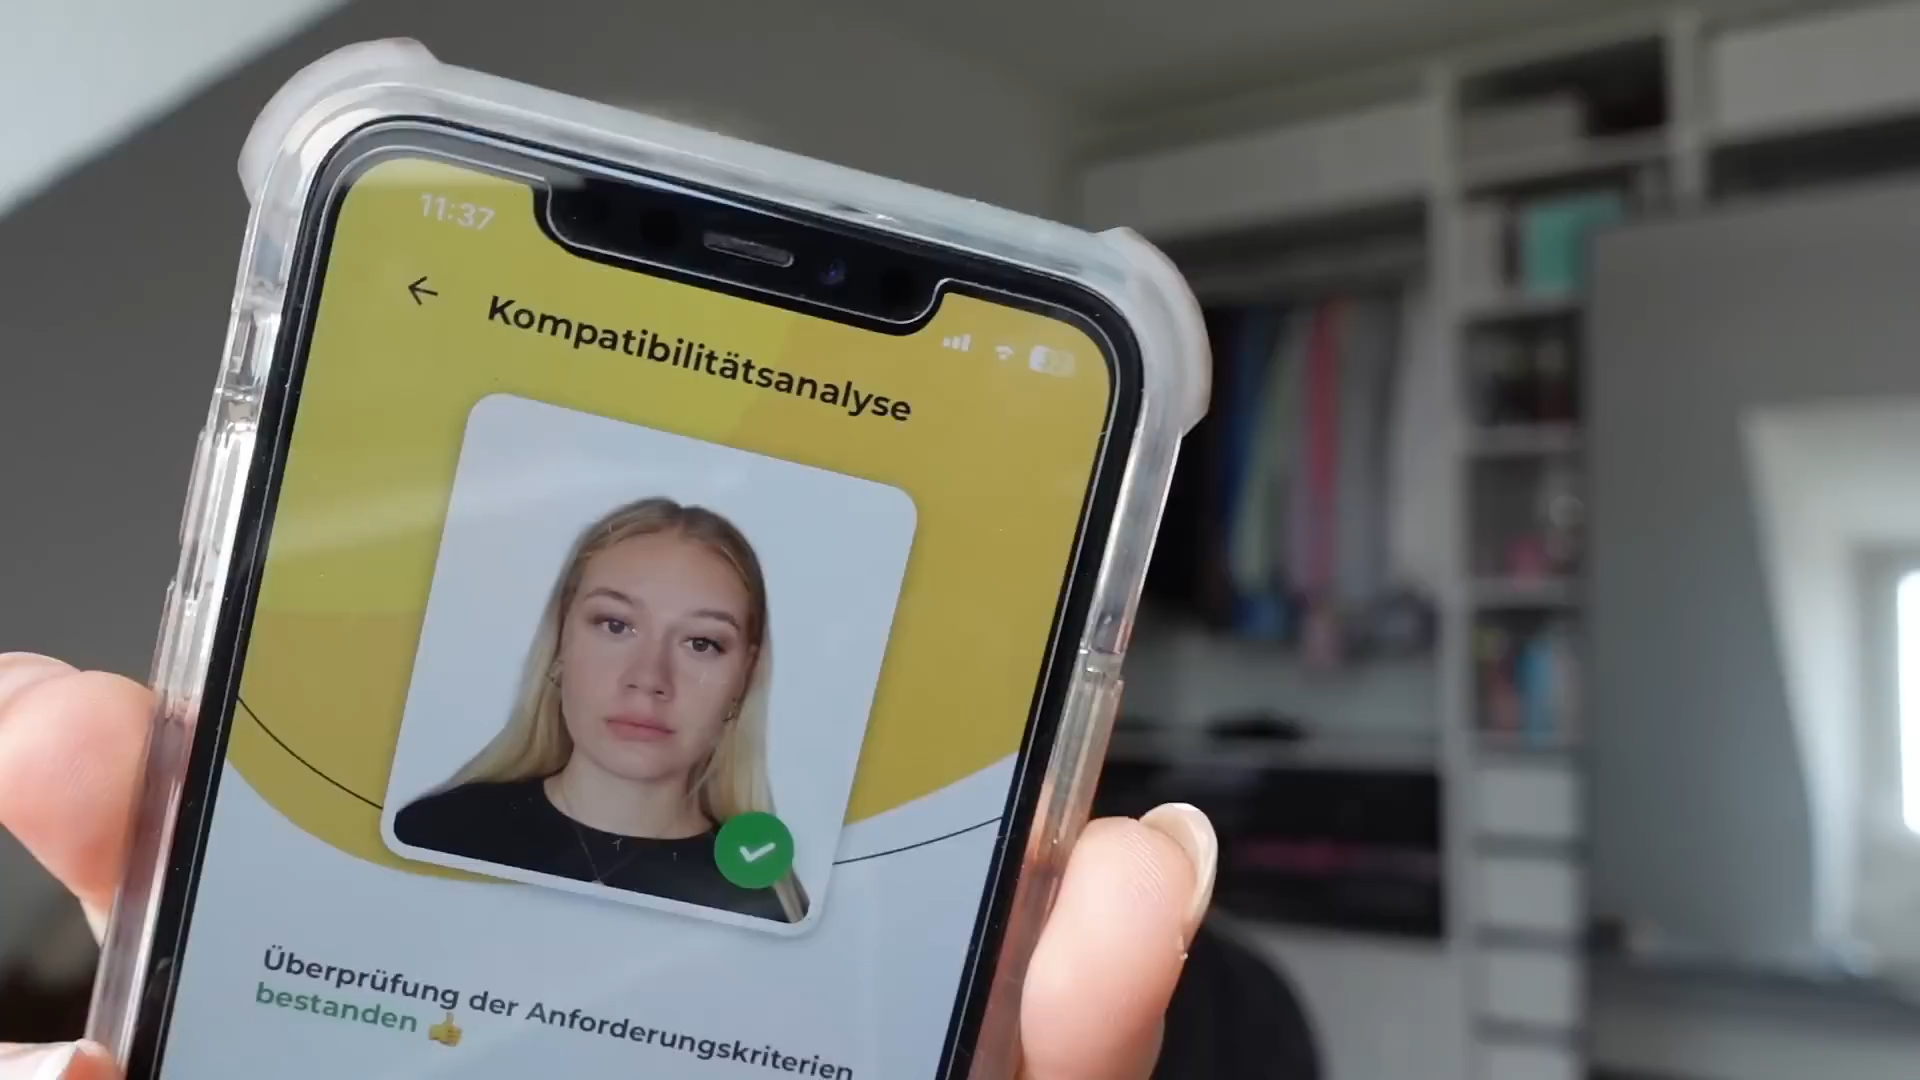 11:37
Kompatibilitätsanalyse
Überprüfung der Anforderungskriterien
bestanden 👍